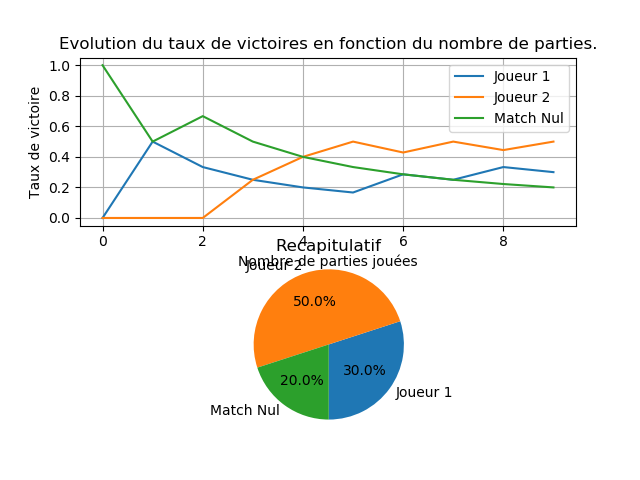 Evolution du taux de victoires en fonction du nombre de parties.
Taux de victoire
1.0
0.8
0.6
0.4
0.2
0.0
Joueur 1
Joueur 2
Match Nul
0 2 4 6 8
Nombre de parties jouées
Recapitulatif
Joueur 2
50.0%
20.0%
30.0%
Joueur 1
Match Nul